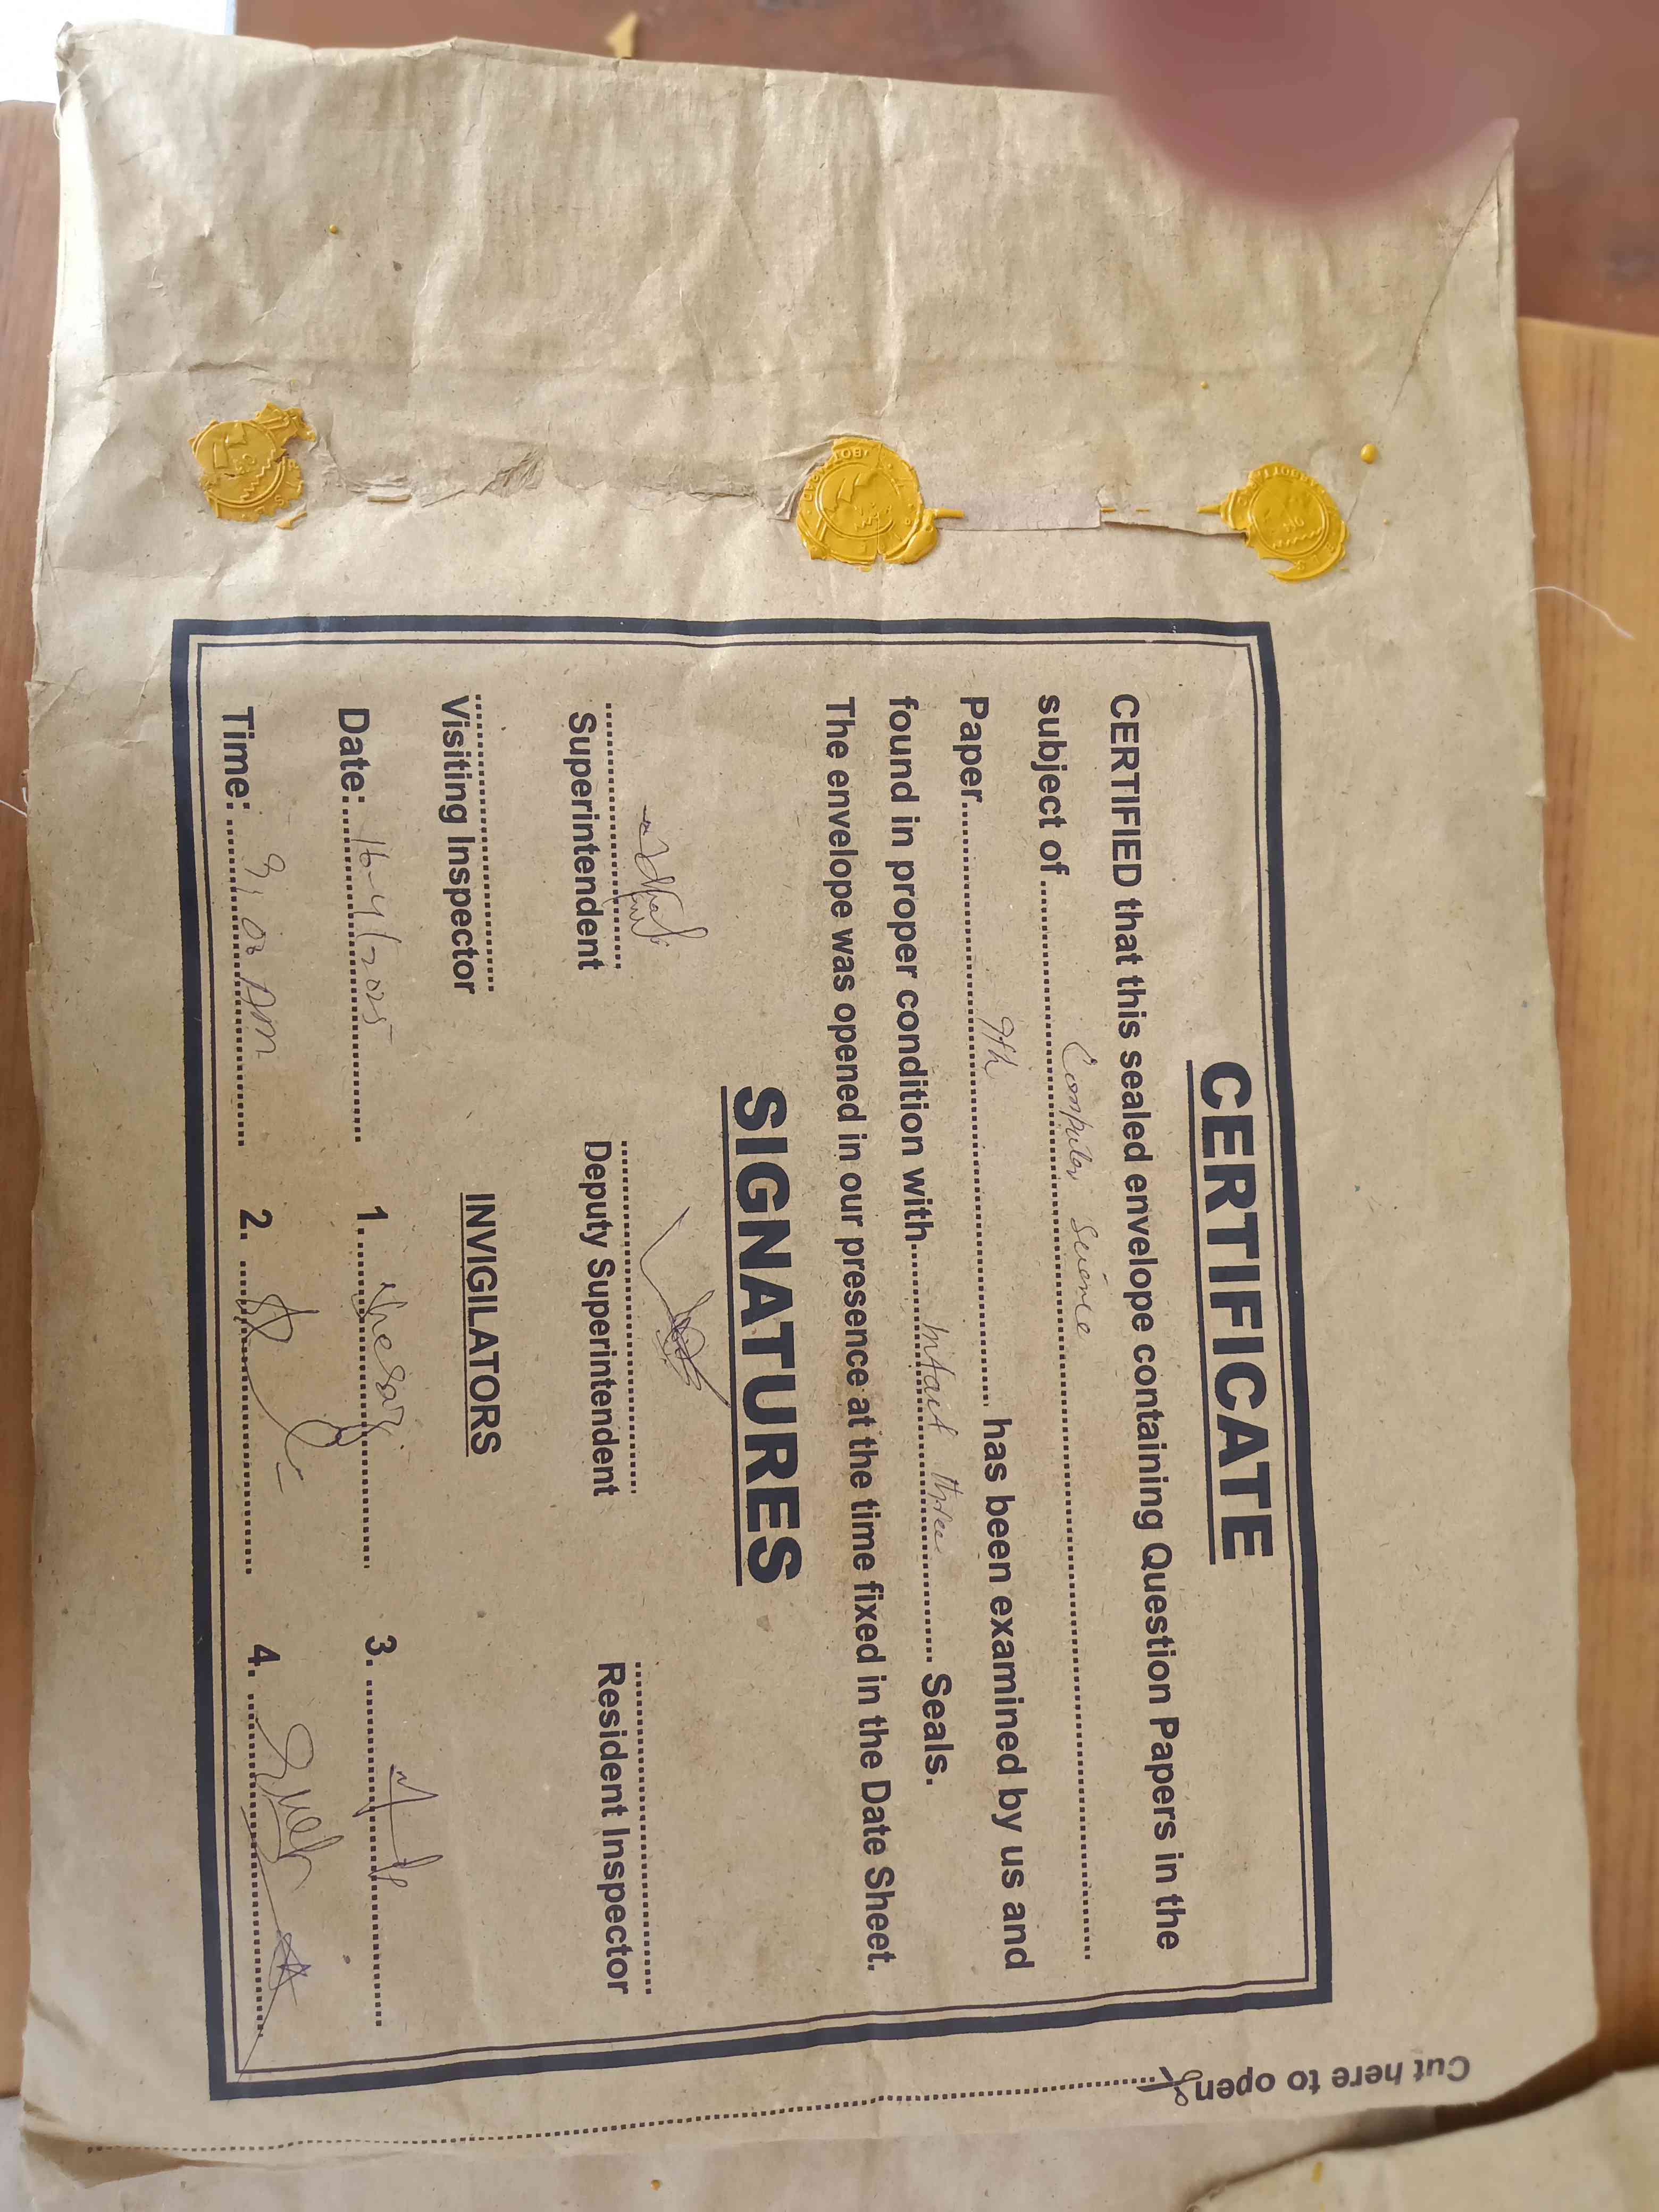 CERTIFICATE
CERTIFIED that this sealed envelope containing Question Papers in the
subject of Computer Science
Paper 9th has been examined by us and
found in proper condition with intact three Seals.
The envelope was opened in our presence at the time fixed in the Date Sheet.
SIGNATURES
Superintendent Deputy Superintendent Resident Inspector
Visiting Inspector INVIGILATORS
Date: 16-4/2025 1. 3.
Time: 9:00 AM 2. 4.
Cut here to open